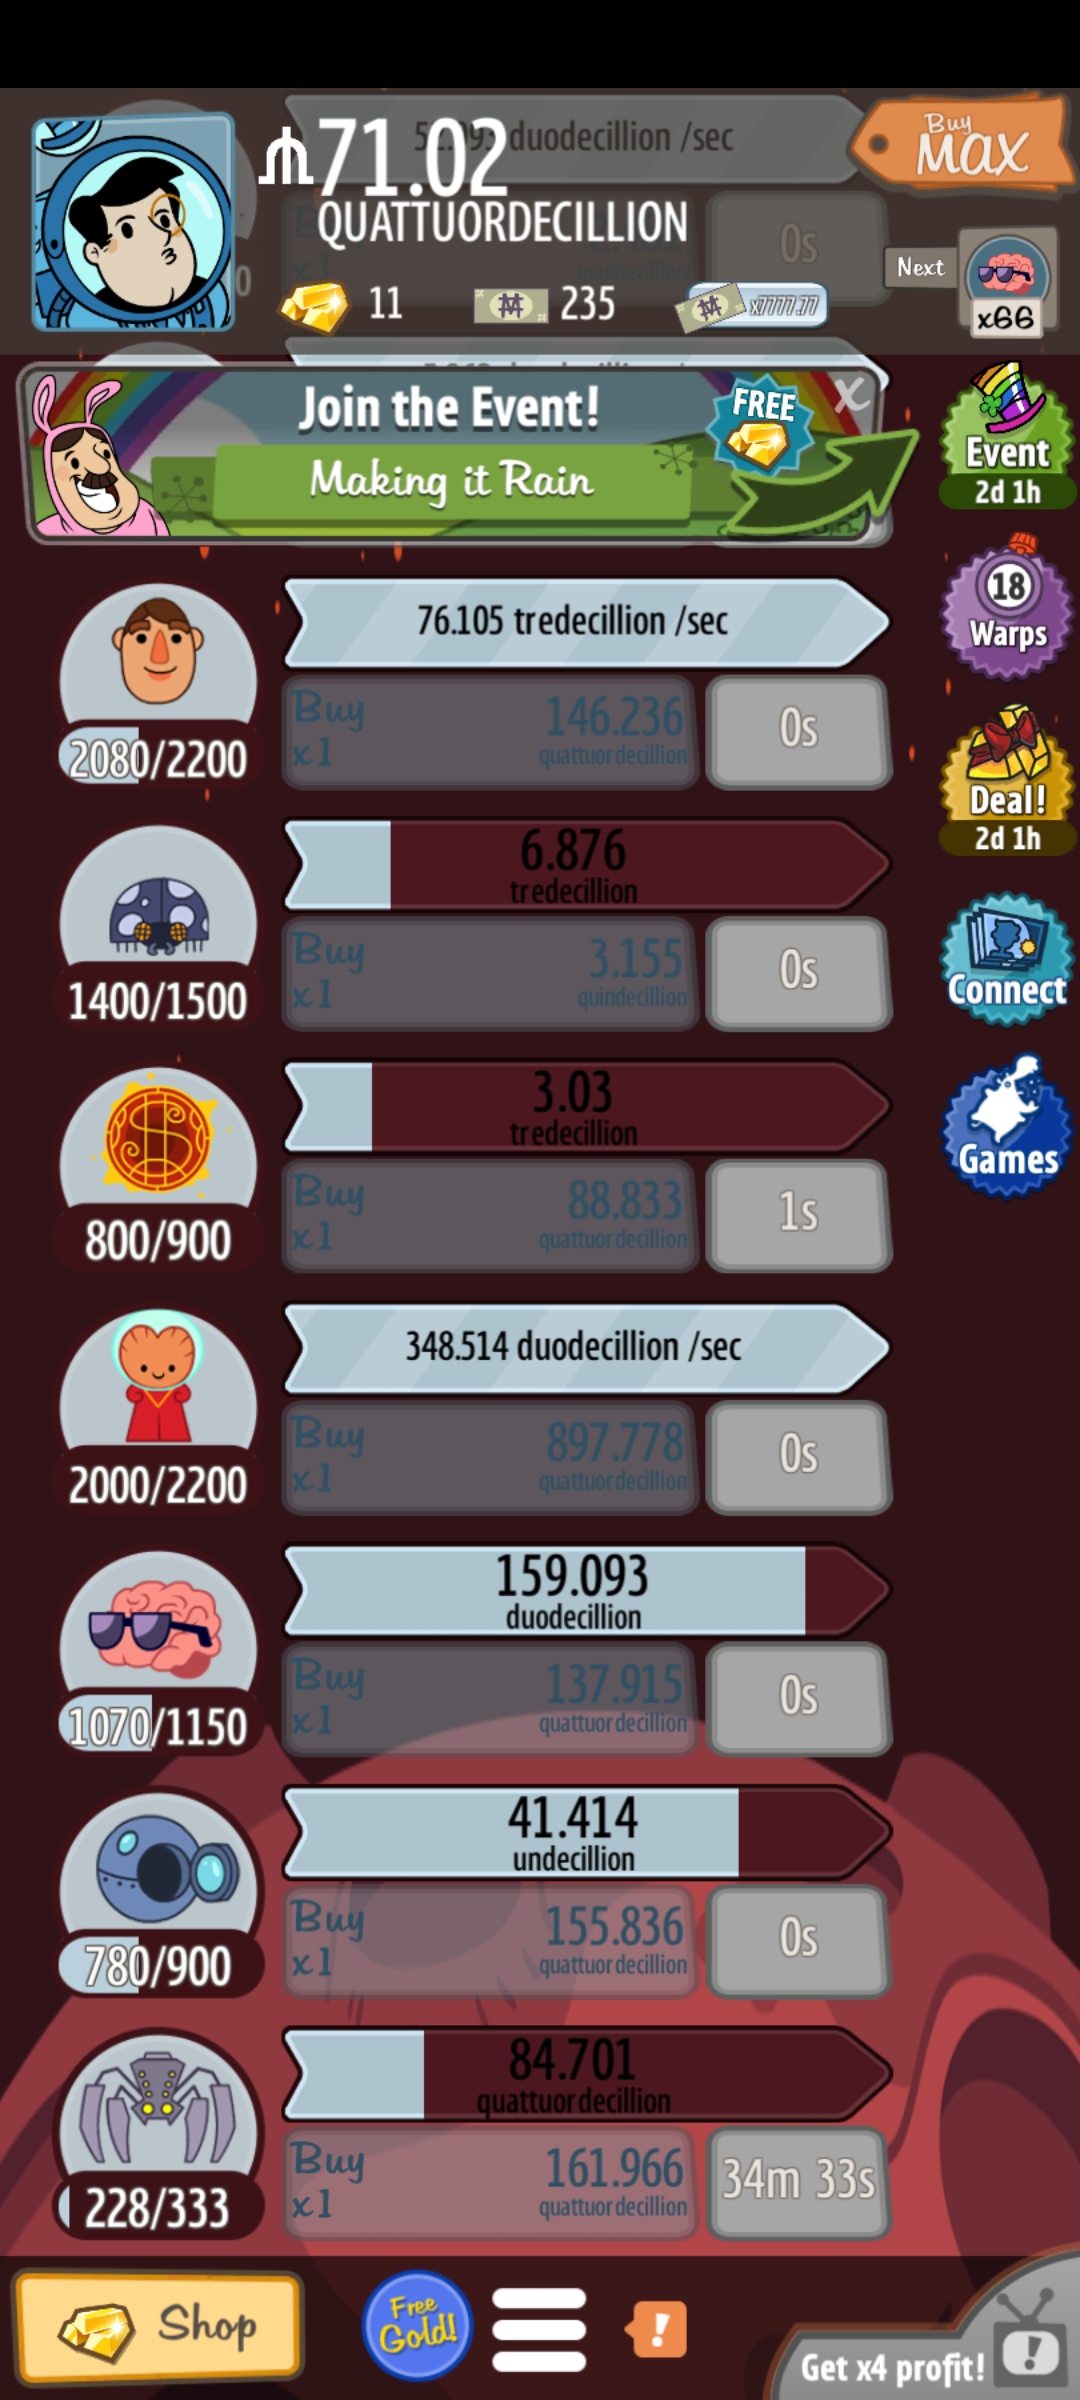 71.02
QUATTUORDECILLION
duodecillion /sec
Buy
MAX
0s
quindecillion
11
235
x7777.77
Next
x66
Join the Event!
FREE
X
Making it Rain
Event
2d 1h
76.105 tredecillion /sec
18
Warps
Buy
x1
146.236
quattuordecillion
0s
2080/2200
Deal!
2d 1h
6.876
tredecillion
Buy
x1
3.155
quindecillion
0s
1400/1500
Connect
3.03
tredecillion
Games
Buy
x1
88.833
quattuordecillion
1s
800/900
348.514 duodecillion /sec
Buy
x1
897.778
quattuordecillion
0s
2000/2200
159.093
duodecillion
Buy
x1
137.915
quattuordecillion
0s
1070/1150
41.414
undecillion
Buy
x1
155.836
quattuordecillion
0s
780/900
84.701
quattuordecillion
Buy
x1
161.966
quattuordecillion
34m 33s
228/333
Shop
Free
Gold!
!
Get x4 profit!
!